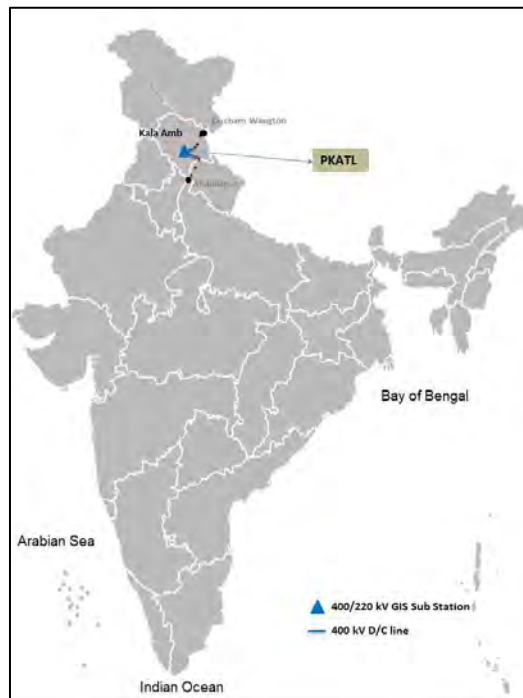 Kala Amb
Wangtoo
PKATL
Bay of Bengal
Arabian Sea
400/220 kV GIS Sub Station
400 kV D/C line
Indian Ocean